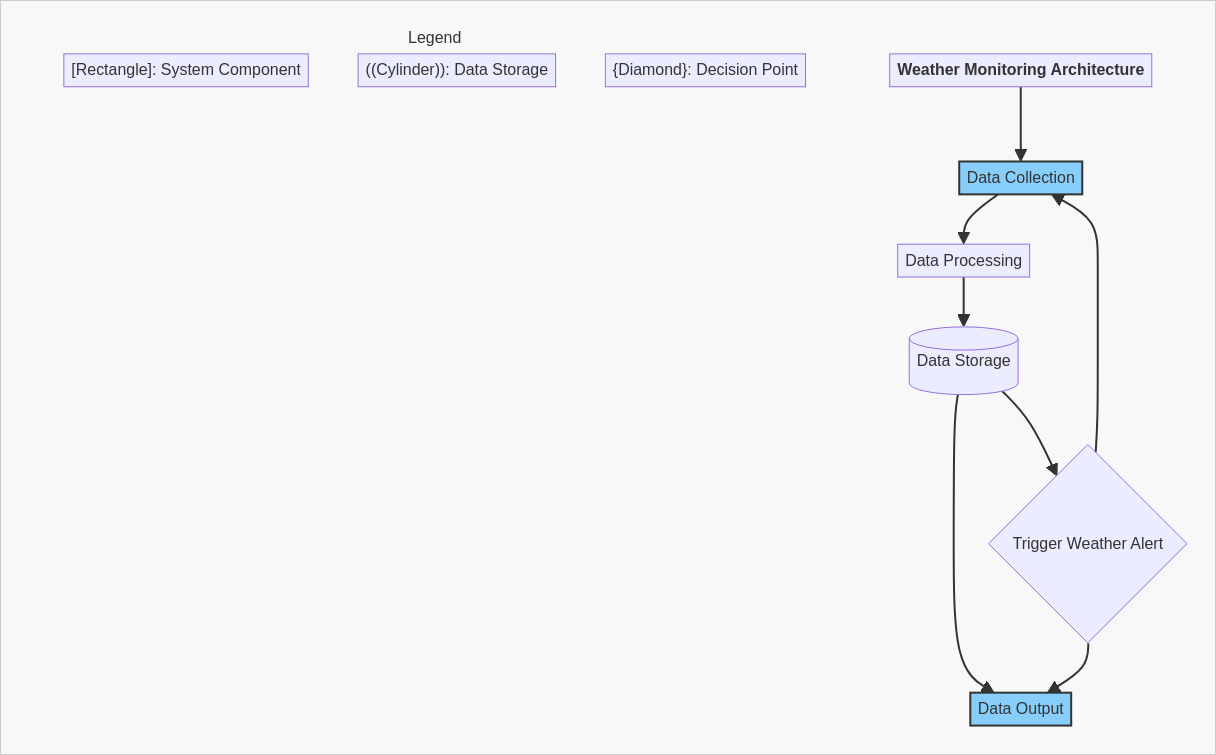 Legend
[Rectangle]: System Component
((Cylinder)): Data Storage
{Diamond}: Decision Point
Weather Monitoring Architecture
Data Collection
Data Processing
Data Storage
Trigger Weather Alert
Data Output